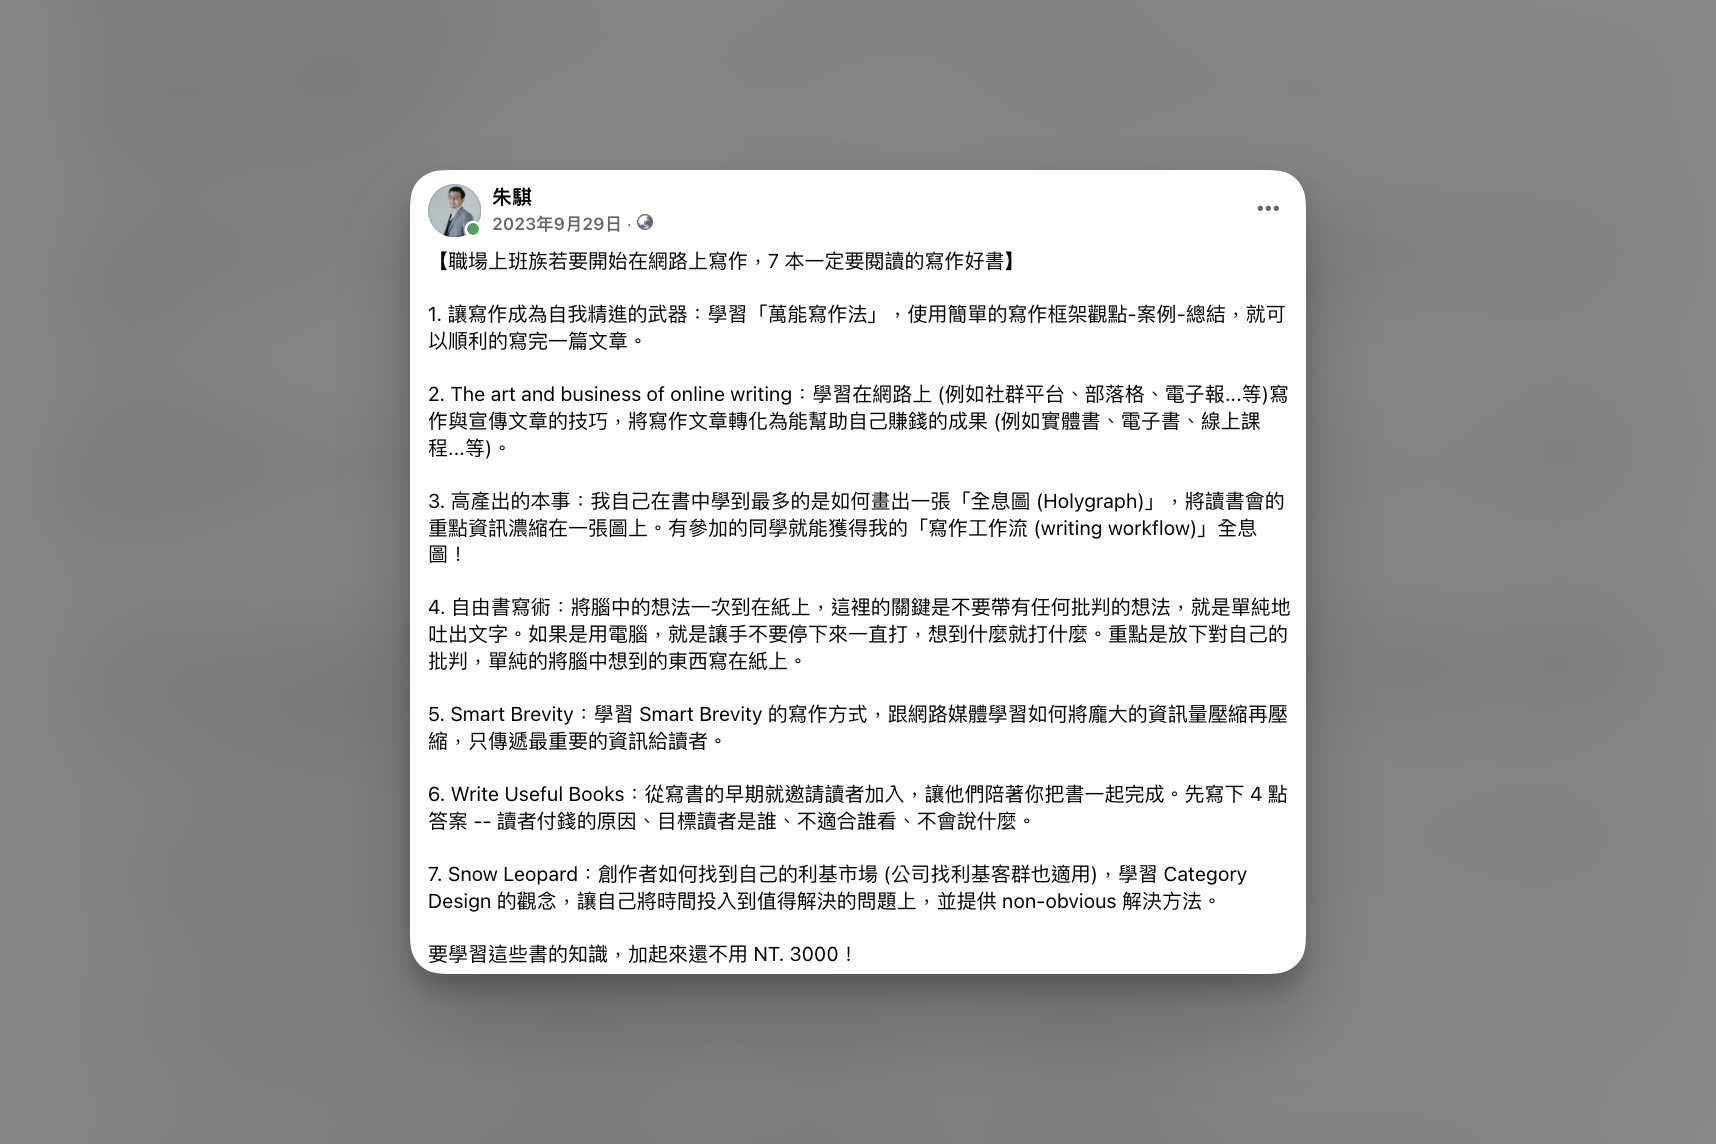 朱騏
2023年9月29日 ·
【職場上班族若要開始在網路上寫作，7 本一定要閱讀的寫作好書】
1. 讓寫作成為自我精進的武器：學習「萬能寫作法」，使用簡單的寫作框架觀點-案例-總結，就可
以順利的寫完一篇文章。
2. The art and business of online writing：學習在網路上 (例如社群平台、部落格、電子報...等)寫
作與宣傳文章的技巧，將寫作文章轉化為能幫助自己賺錢的成果 (例如實體書、電子書、線上課
程...等)。
3. 高產出的本事：我自己在書中學到最多的是如何畫出一張「全息圖 (Holygraph)」，將讀書會的
重點資訊濃縮在一張圖上。有參加的同學就能獲得我的「寫作工作流 (writing workflow)」全息
圖！
4. 自由書寫術：將腦中的想法一次到在紙上，這裡的關鍵是不要帶有任何批判的想法，就是單純地
吐出文字。如果是用電腦，就是讓手不要停下來一直打，想到什麼就打什麼。重點是放下對自己的
批判，單純的將腦中想到的東西寫在紙上。
5. Smart Brevity：學習 Smart Brevity 的寫作方式，跟網路媒體學習如何將龐大的資訊量壓縮再壓
縮，只傳遞最重要的資訊給讀者。
6. Write Useful Books：從寫書的早期就邀請讀者加入，讓他們陪著你把書一起完成。先寫下 4 點
答案 -- 讀者付錢的原因、目標讀者是誰、不適合誰看、不會說什麼。
7. Snow Leopard：創作者如何找到自己的利基市場 (公司找利基客群也適用)，學習 Category
Design 的觀念，讓自己將時間投入到值得解決的問題上，並提供 non-obvious 解決方法。
要學習這些書的知識，加起來還不用 NT. 3000！